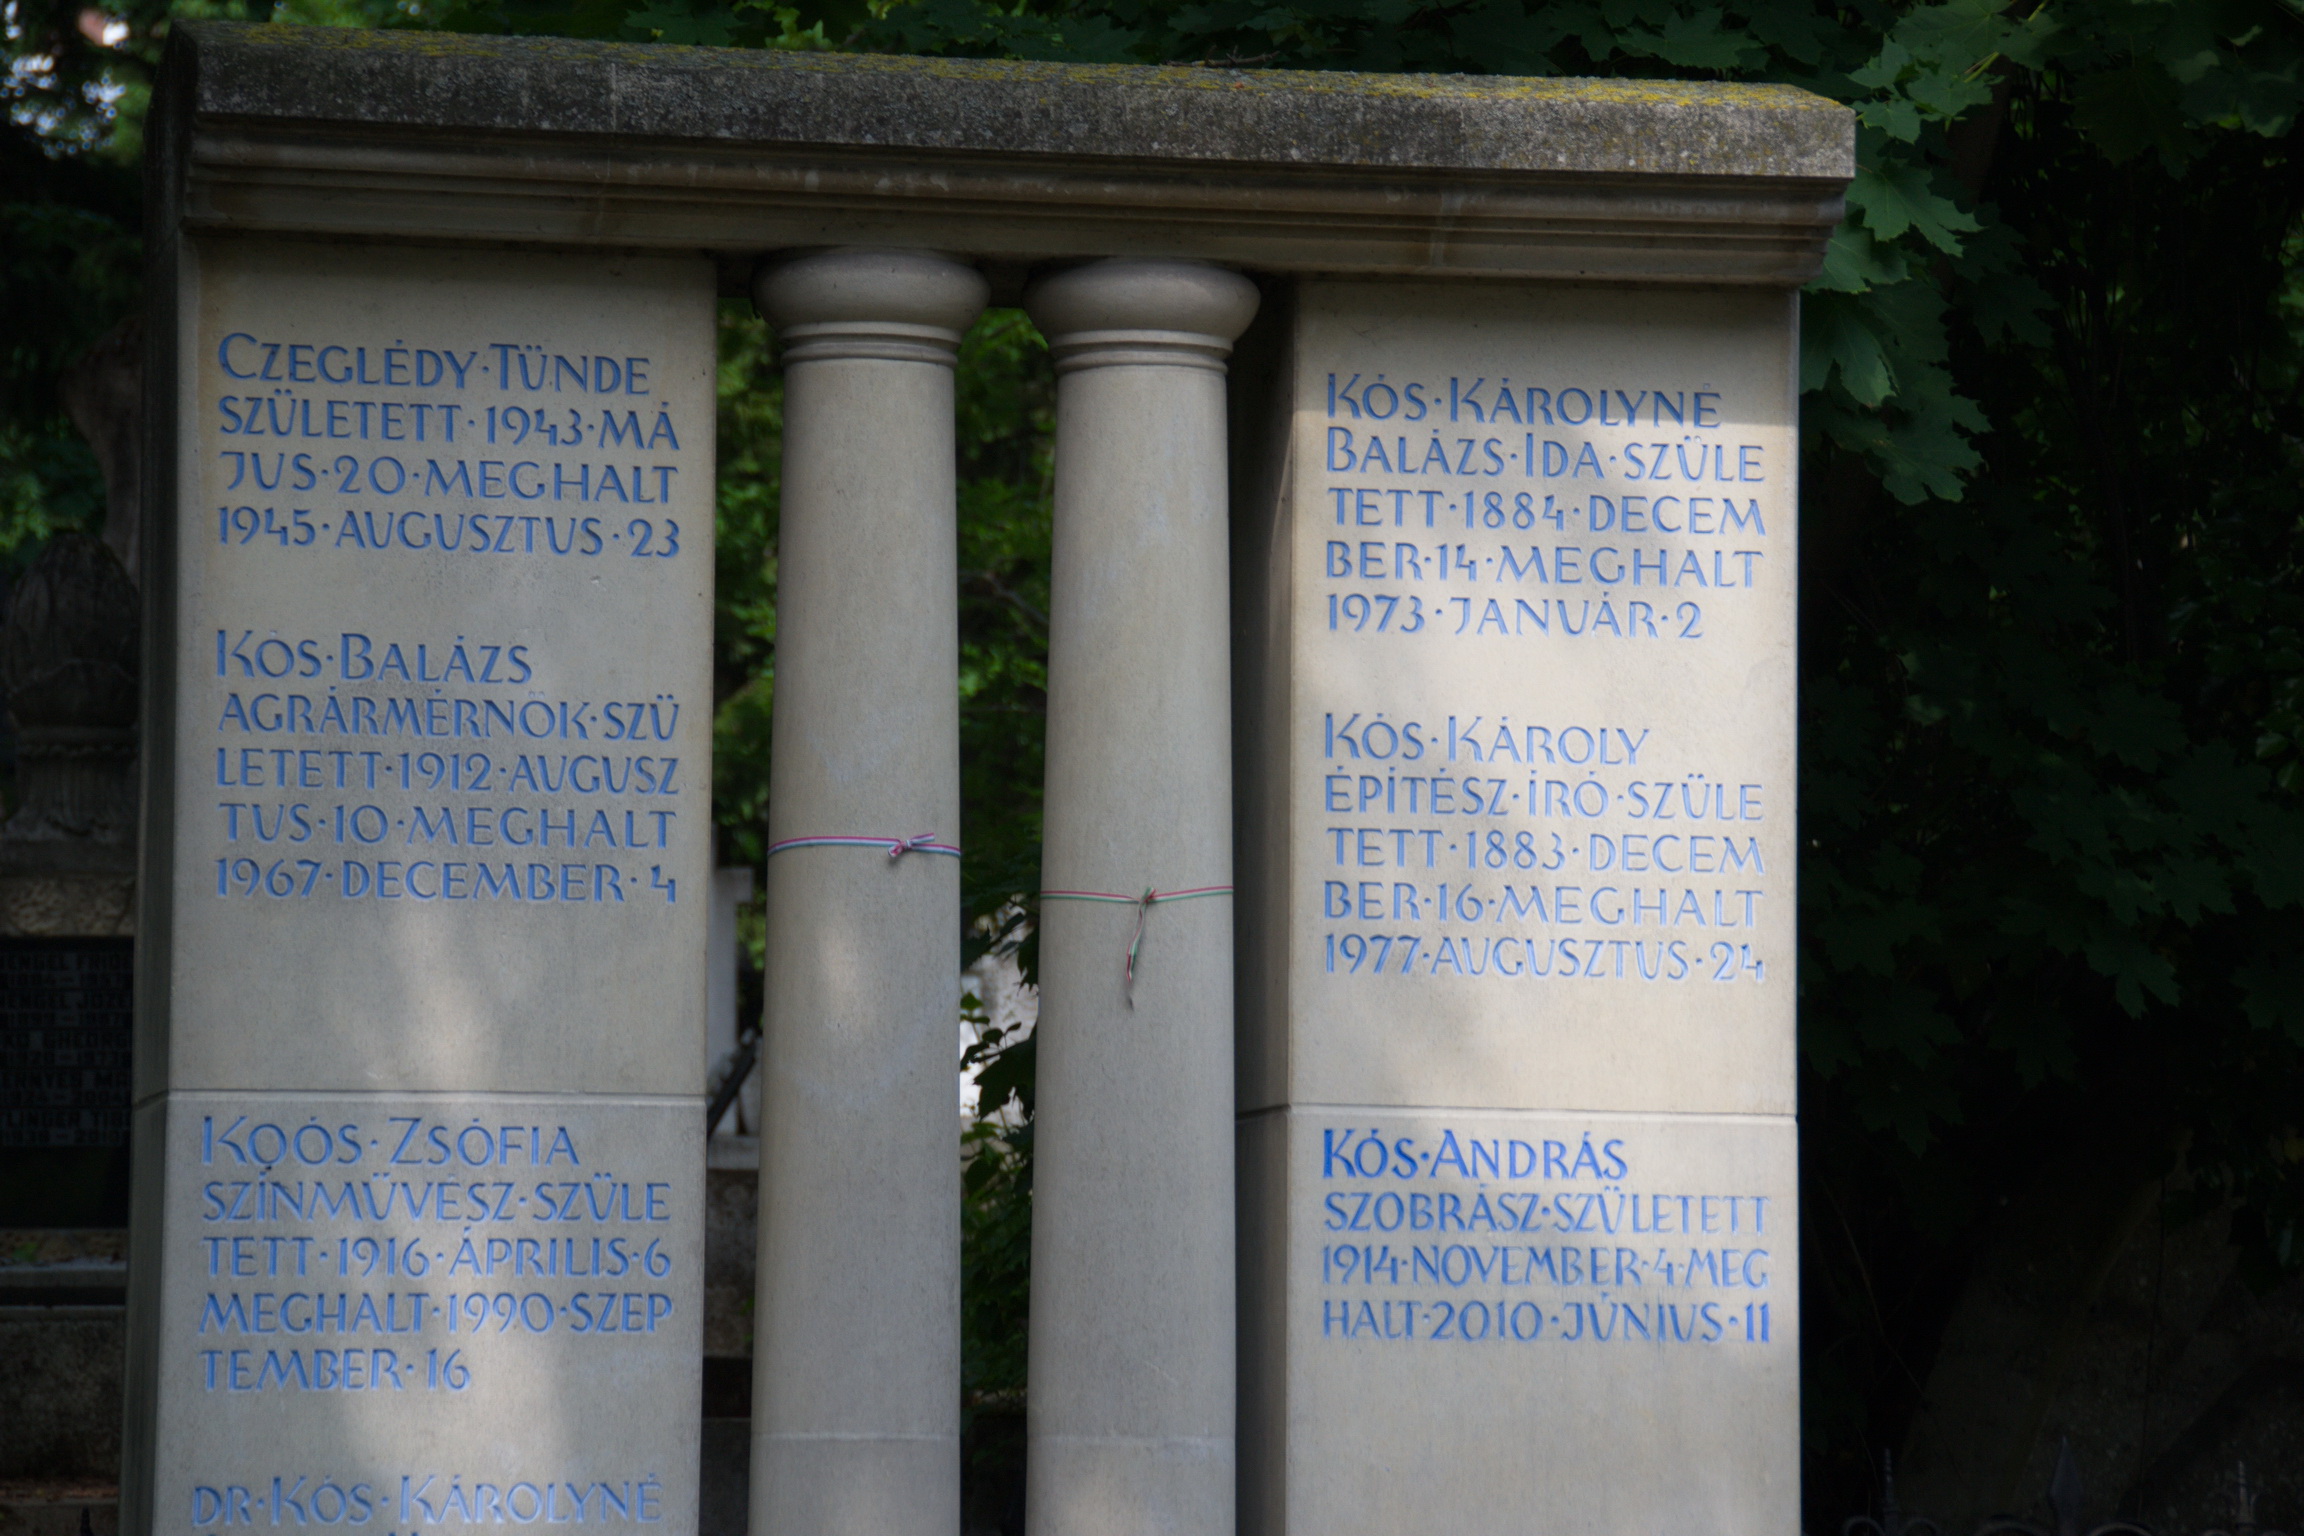 CZEGLÉDY·TÜNDE
SZÜLETETT·1943·MÁ
JUS·20·MEGHALT
1945·AUGUSZTUS·23
KÓS·BALÁZS
AGRÁRMÉRNÖK·SZÜ
LETETT·1912·AUGUSZ
TUS·10·MEGHALT
1967·DECEMBER·4
KOÓS·ZSÓFIA
SZÍNMŰVÉSZ·SZÜLE
TETT·1916·ÁPRILIS·6
MEGHALT·1990·SZEP
TEMBER·16
DR·KÓS·KÁROLYNÉ
KÓS·KÁROLYNÉ
BALÁZS·IDA·SZÜLE
TETT·1884·DECEM
BER·14·MEGHALT
1973·JANUÁR·2
KÓS·KÁROLY
ÉPÍTÉSZ·ÍRÓ·SZÜLE
TETT·1883·DECEM
BER·16·MEGHALT
1977·AUGUSZTUS·24
KÓS·ANDRÁS
SZOBRÁSZ·SZÜLETETT
1914·NOVEMBER·4·MEG
HALT·2010·JÚNIUS·11